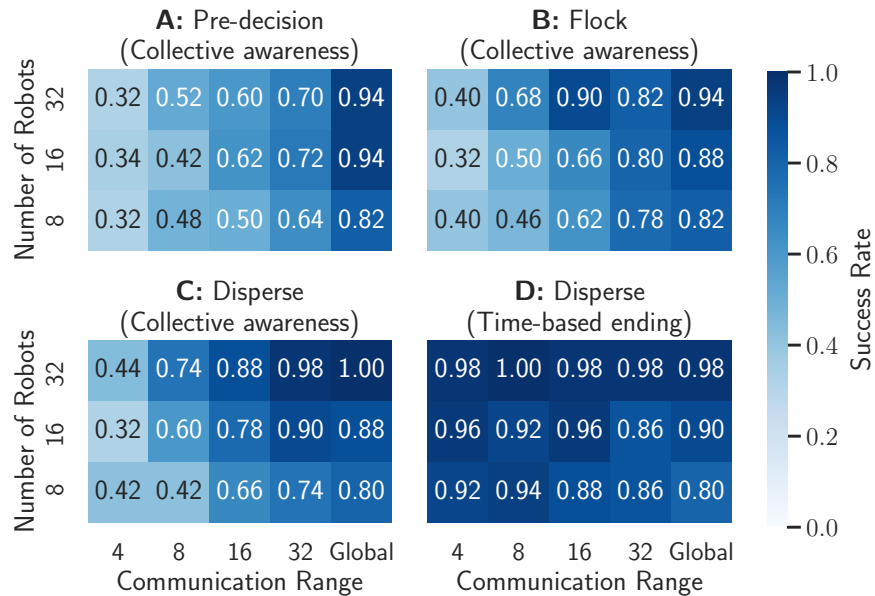 A: Pre-decision
(Collective awareness)
B: Flock
(Collective awareness)
Number of Robots
32
0.32 0.52 0.60 0.70 0.94
16
0.34 0.42 0.62 0.72 0.94
8
0.32 0.48 0.50 0.64 0.82
0.40 0.68 0.90 0.82 0.94
0.32 0.50 0.66 0.80 0.88
0.40 0.46 0.62 0.78 0.82
C: Disperse
(Collective awareness)
D: Disperse
(Time-based ending)
Number of Robots
32
0.44 0.74 0.88 0.98 1.00
16
0.32 0.60 0.78 0.90 0.88
8
0.42 0.42 0.66 0.74 0.80
0.98 1.00 0.98 0.98 0.98
0.96 0.92 0.96 0.86 0.90
0.92 0.94 0.88 0.86 0.80
4 8 16 32 Global
Communication Range
4 8 16 32 Global
Communication Range
1.0
0.8
0.6
0.4
0.2
0.0
Success Rate